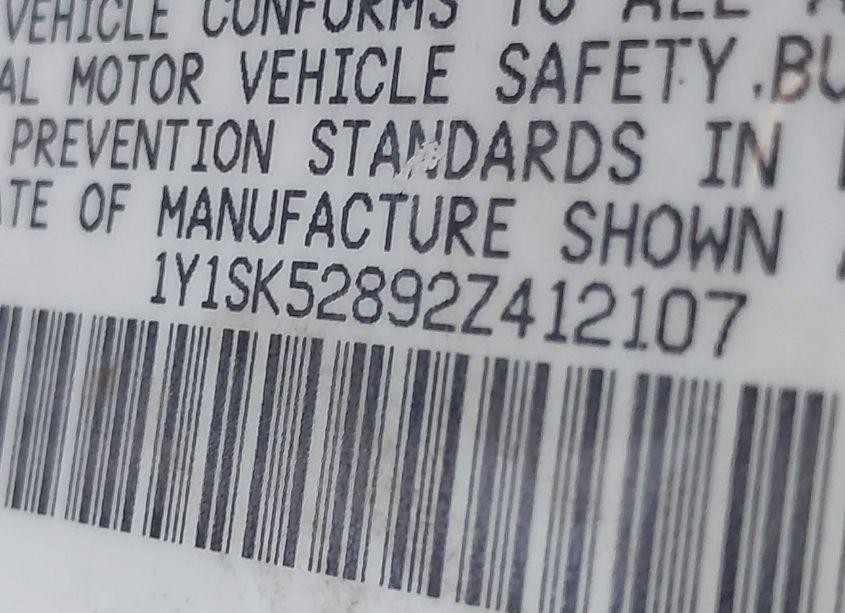 VEHICLE CONFORMS TO ALL A
AL MOTOR VEHICLE SAFETY.BU
PREVENTION STANDARDS IN
TE OF MANUFACTURE SHOWN
1Y1SK52892Z412107